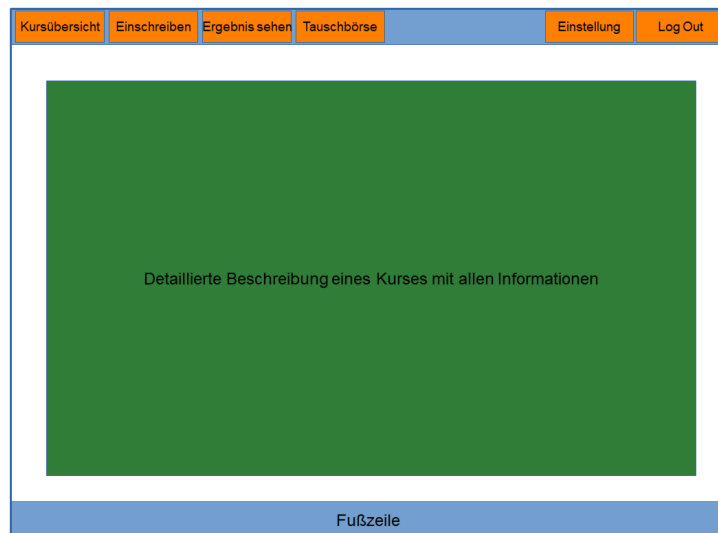 Kursübersicht Einschreiben Ergebnis sehen Tauschbörse Einstellung Log Out
Detaillierte Beschreibung eines Kurses mit allen Informationen
Fußzeile